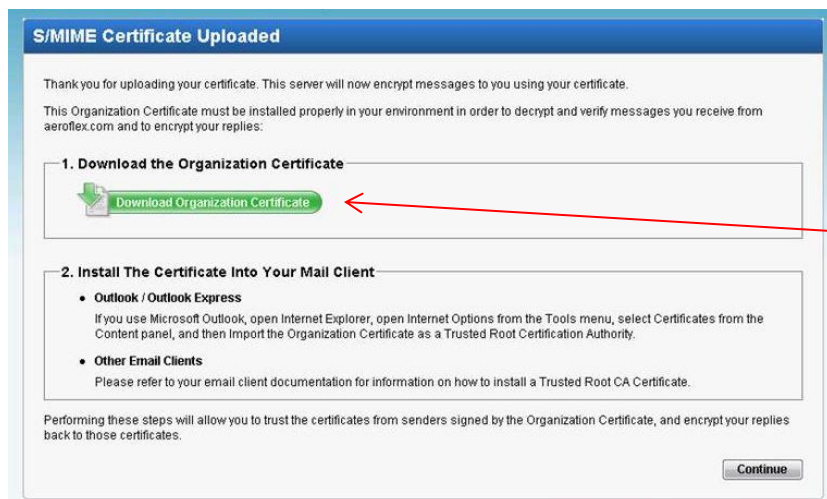 S/MIME Certificate Uploaded
Thank you for uploading your certificate. This server will now encrypt messages to you using your certificate.
This Organization Certificate must be installed properly in your environment in order to decrypt and verify messages you receive from
aeroflex.com and to encrypt your replies:
1. Download the Organization Certificate
Download Organization Certificate
2. Install The Certificate Into Your Mail Client
• Outlook / Outlook Express
If you use Microsoft Outlook, open Internet Explorer, open Internet Options from the Tools menu, select Certificates from the
Content panel, and then Import the Organization Certificate as a Trusted Root Certification Authority.
• Other Email Clients
Please refer to your email client documentation for information on how to install a Trusted Root CA Certificate.
Performing these steps will allow you to trust the certificates from senders signed by the Organization Certificate, and encrypt your replies
back to those certificates.
Continue